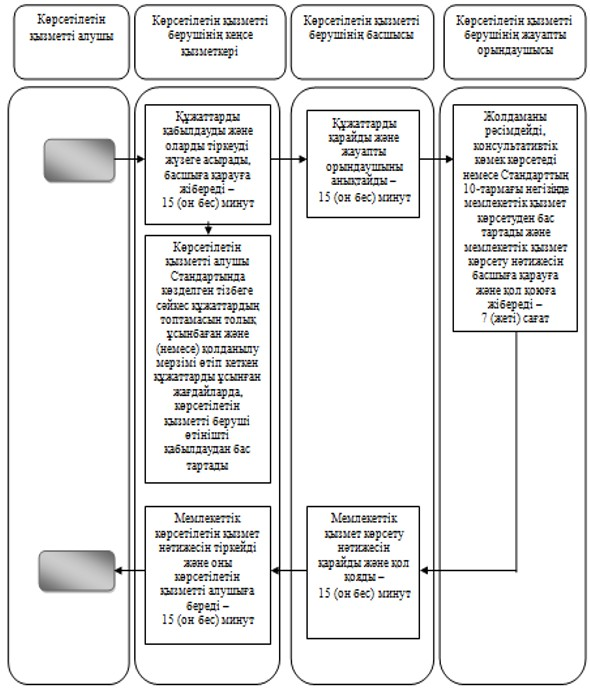 Көрсетілетін
қызметті алушы
Көрсетілетін қызметті
берушінің кеңсе
қызметкері
Көрсетілетін қызметті
берушінің басшысы
Көрсетілетін қызметті
берушінің жауапты
орындаушысы
Құжаттарды
қабылдауды және
оларды тіркеуді
жүзеге асырады,
басшыға қарауға
жібереді –
15 (он бес) минут
Құжаттарды
қарайды және
жауапты
орындаушыны
анықтайды –
15 (он бес) минут
Жолдаманы
рәсімдейді,
консультативтік
көмек көрсетеді
немесе Стандарттың
10-тармағы негізінде
мемлекеттік қызмет
көрсетуден бас
тартады және
мемлекеттік қызмет
көрсету нәтижесін
басшыға қарауға
және қол қоюға
жібереді –
7 (жеті) сағат
Көрсетілетін
қызметті алушы
Стандартында
көзделген тізбеге
сәйкес құжаттардың
топтамасын толық
ұсынбаған және
(немесе) қолданылу
мерзімі өтіп кеткен
құжаттарды ұсынған
жағдайларда,
көрсетілетін
қызметті беруші
өтінішті
қабылдаудан бас
тартады
Мемлекеттік
көрсетілетін қызмет
нәтижесін тіркейді
және оны
көрсетілетін
қызметті алушыға
береді –
15 (он бес) минут
Мемлекеттік
қызмет көрсету
нәтижесін
қарайды және қол
қояды –
15 (он бес) минут